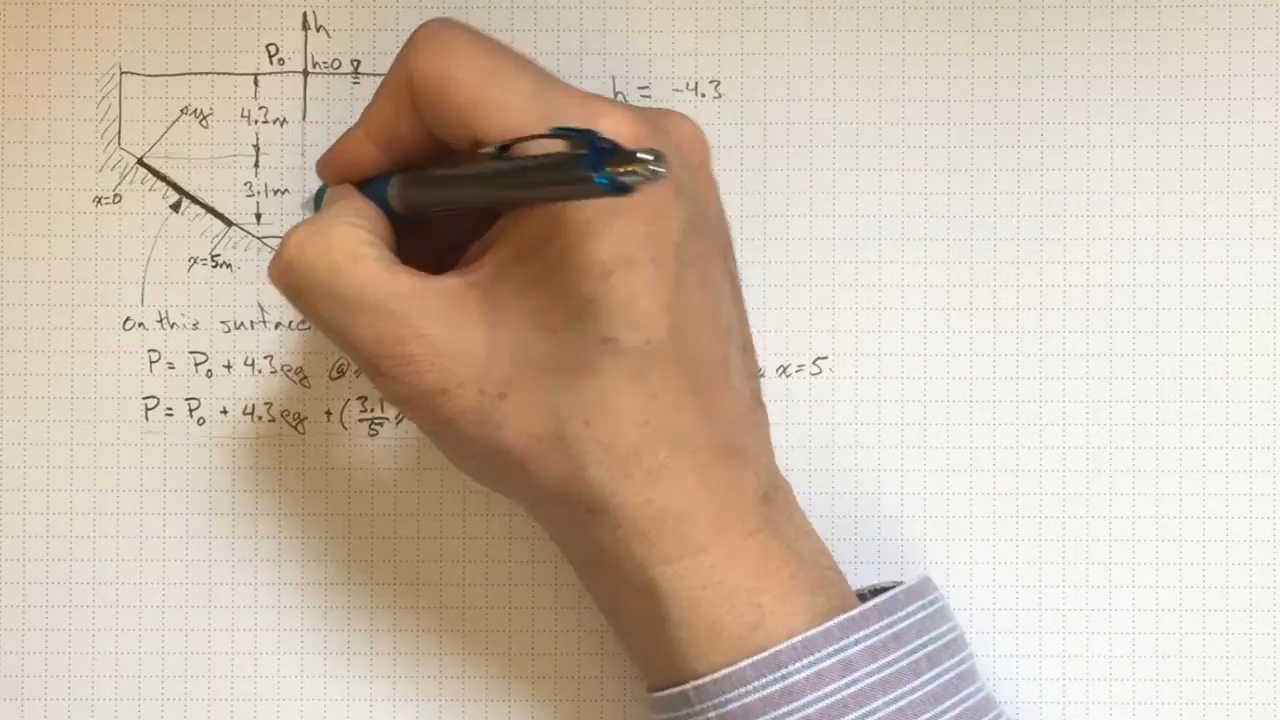 h
P₀
h=0
h = -4.3
y
4.3m
3.1m
x=0
x=5m.
On this surface
P = P₀ + 4.3ρg @
x=5.
P = P₀ + 4.3ρg + (3.1/5